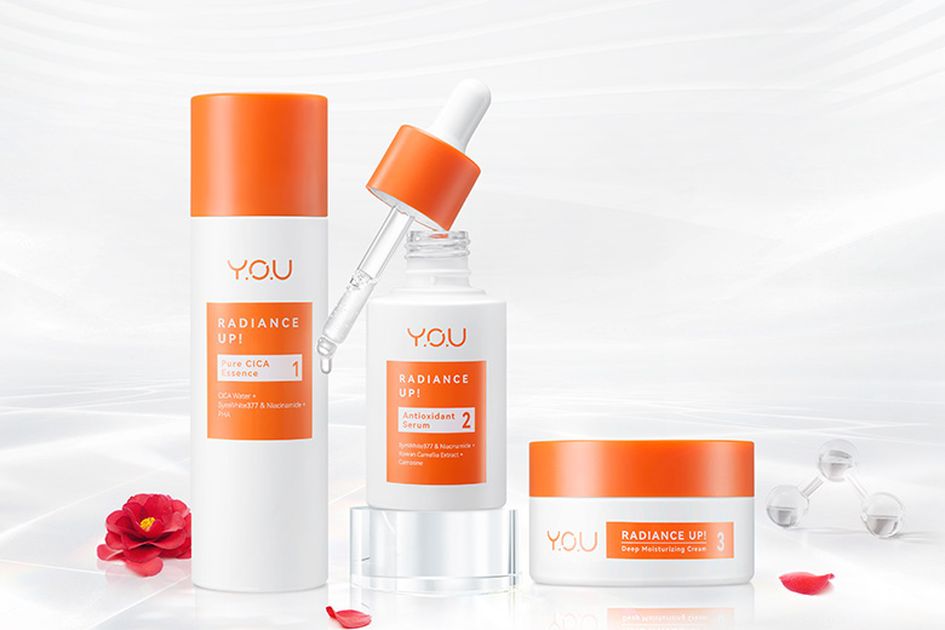 Y.O.U
RADIANCE
UP!
Pure CICA
Essence
1
CICA Water +
SymWhite377 & Niacinamide +
PHA
Y.O.U
RADIANCE
UP!
Antioxidant
Serum
2
SymWhite377 & Niacinamide +
Korean Camellia Extract +
Carnosine
Y.O.U
RADIANCE UP!
Deep Moisturizing Cream
3